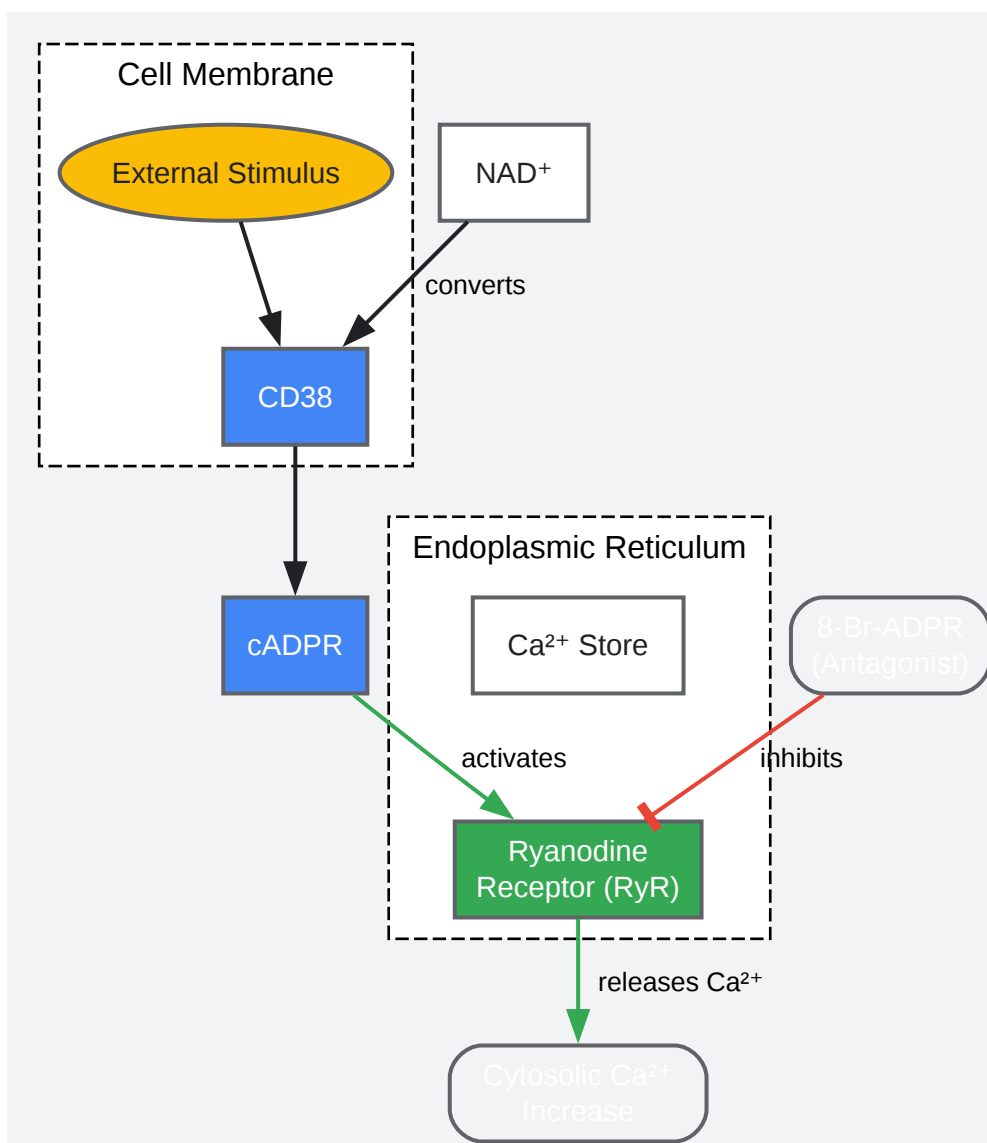 Cell Membrane
External Stimulus
NAD⁺
converts
CD38
Endoplasmic Reticulum
cADPR
Ca²⁺ Store
8-Br-ADPR
(Antagonist)
activates
inhibits
Ryanodine
Receptor (RyR)
releases Ca²⁺
Cytosolic Ca²⁺
Increase